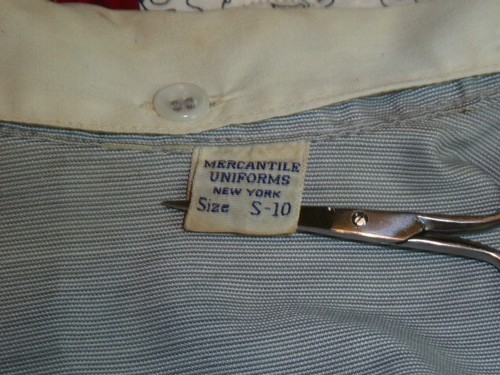 MERCANTILE
UNIFORMS
NEW YORK
Size S-10